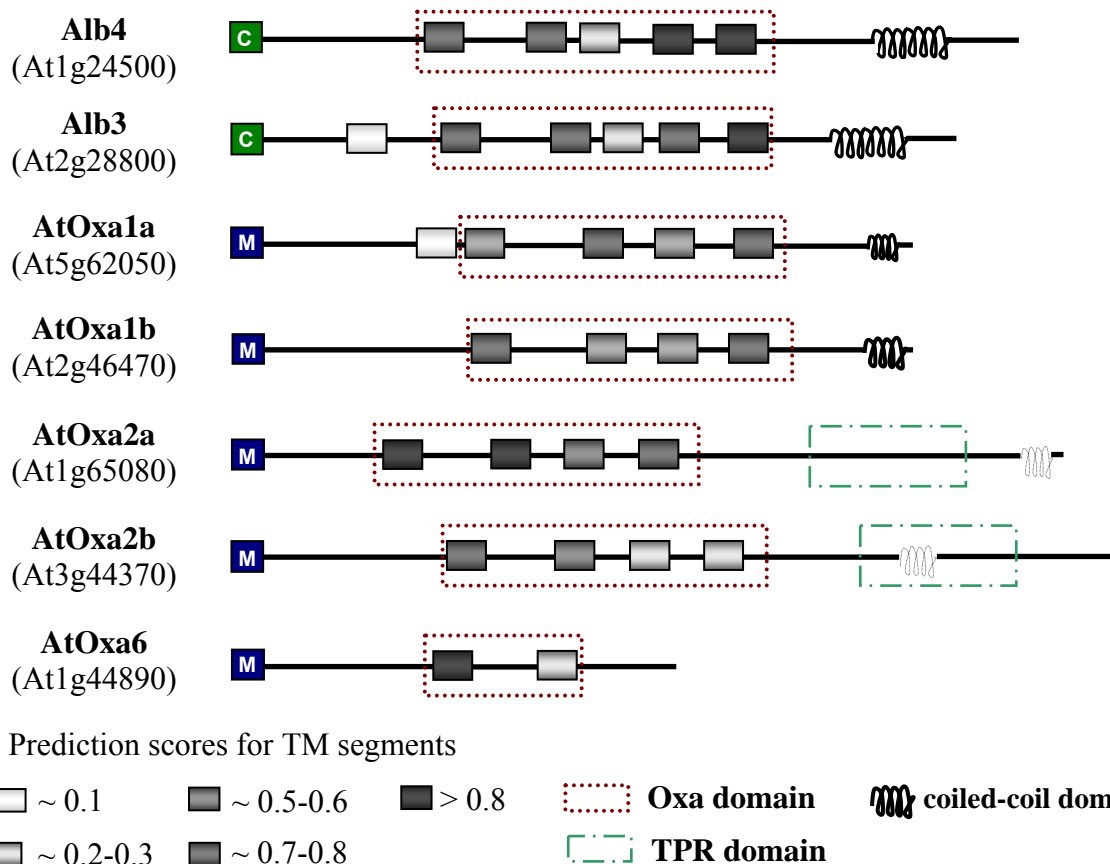 Alb4
(At1g24500)
C
Alb3
(At2g28800)
C
AtOxa1a
(At5g62050)
M
AtOxa1b
(At2g46470)
M
AtOxa2a
(At1g65080)
M
AtOxa2b
(At3g44370)
M
AtOxa6
(At1g44890)
M
Prediction scores for TM segments
~ 0.1
~ 0.5-0.6
> 0.8
Oxa domain
coiled-coil dom
~ 0.2-0.3
~ 0.7-0.8
TPR domain